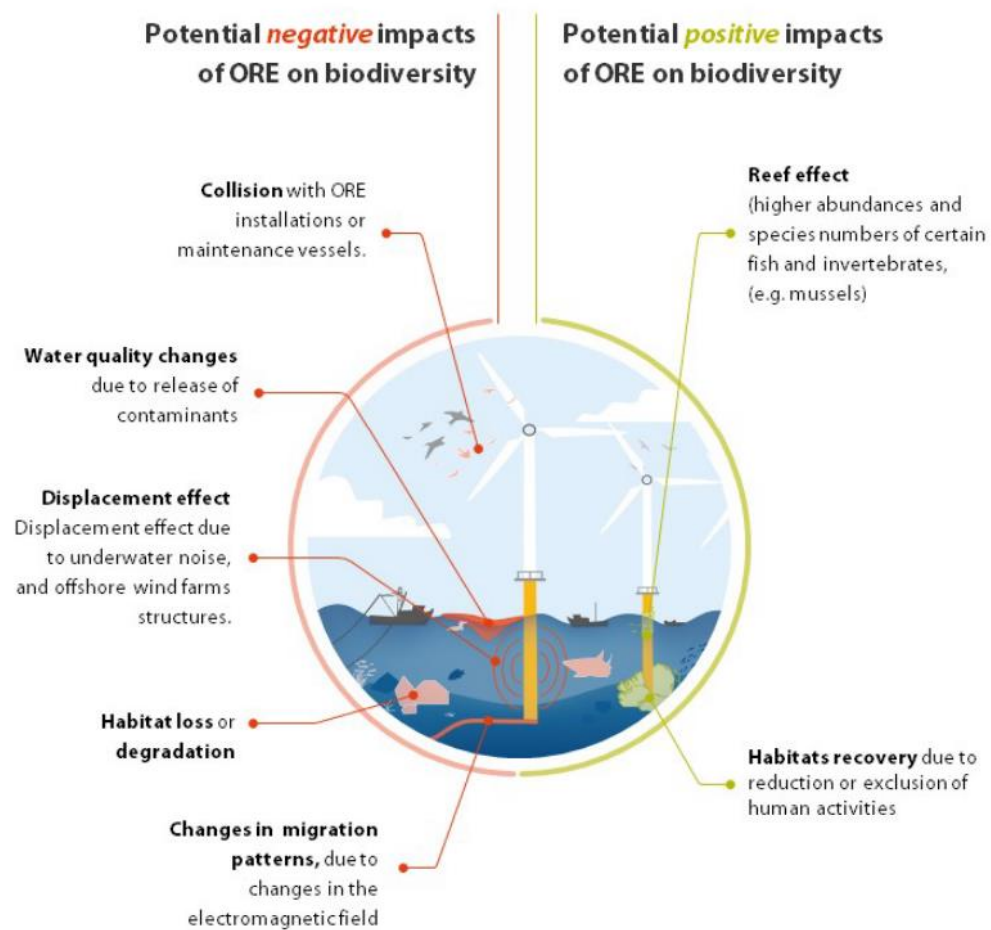 Potential negative impacts
of ORE on biodiversity
Potential positive impacts
of ORE on biodiversity
Collision with ORE
installations or
maintenance vessels.
Water quality changes
due to release of
contaminants
Displacement effect
Displacement effect due
to underwater noise,
and offshore wind farms
structures.
Habitat loss or
degradation
Changes in migration
patterns, due to
changes in the
electromagnetic field
Reef effect
(higher abundances and
species numbers of certain
fish and invertebrates,
(e.g. mussels)
Habitats recovery due to
reduction or exclusion of
human activities